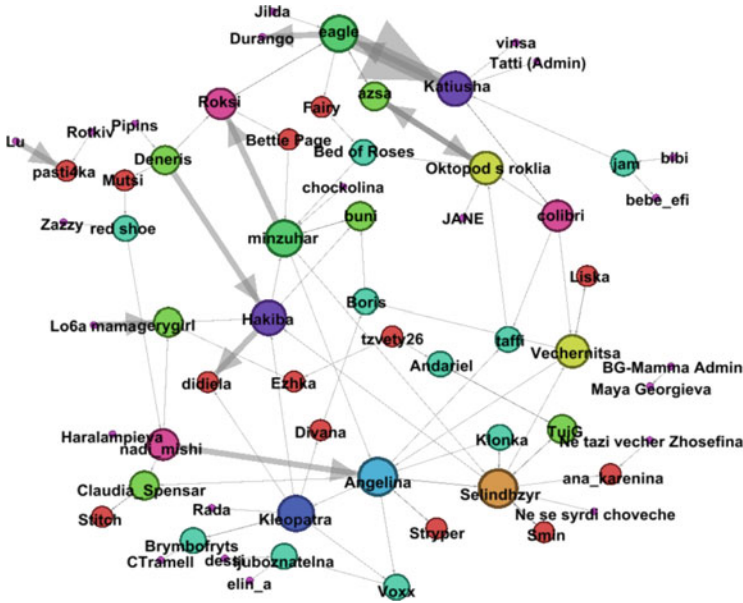 Jilda
Durango
eagle
vinsa
Tatti (Admin)
Katiusha
Roksi
Fairy
azsa
Lu
Rotkiv
Pipins
Bettie Page
Bed of Roses
Deneris
pasti4ka
Mutsi
Oktopod s roklia
jam
bibi
chockolina
bebe_efi
Zazzy
red shoe
buni
JANE
colibri
minzuhar
Liska
Boris
Lo6a mamagerygirl
Hakiba
tzvety26
taffi
Vechernitsa
Andariel
BG-Mamma Admin
didiela
Ezhka
Maya Georgieva
Haralampieva
nadi_mishi
Divana
Klonka
TujG
Ne tazi vecher Zhosefina
Claudia_Spensar
Angelina
Selindhzyr
ana_karenina
Stitch
Rada
Kleopatra
Stryper
Ne se syrdi choveche
Smin
Brymbofryts
CTramell
ljuboznatelna
elin_a
Voxx